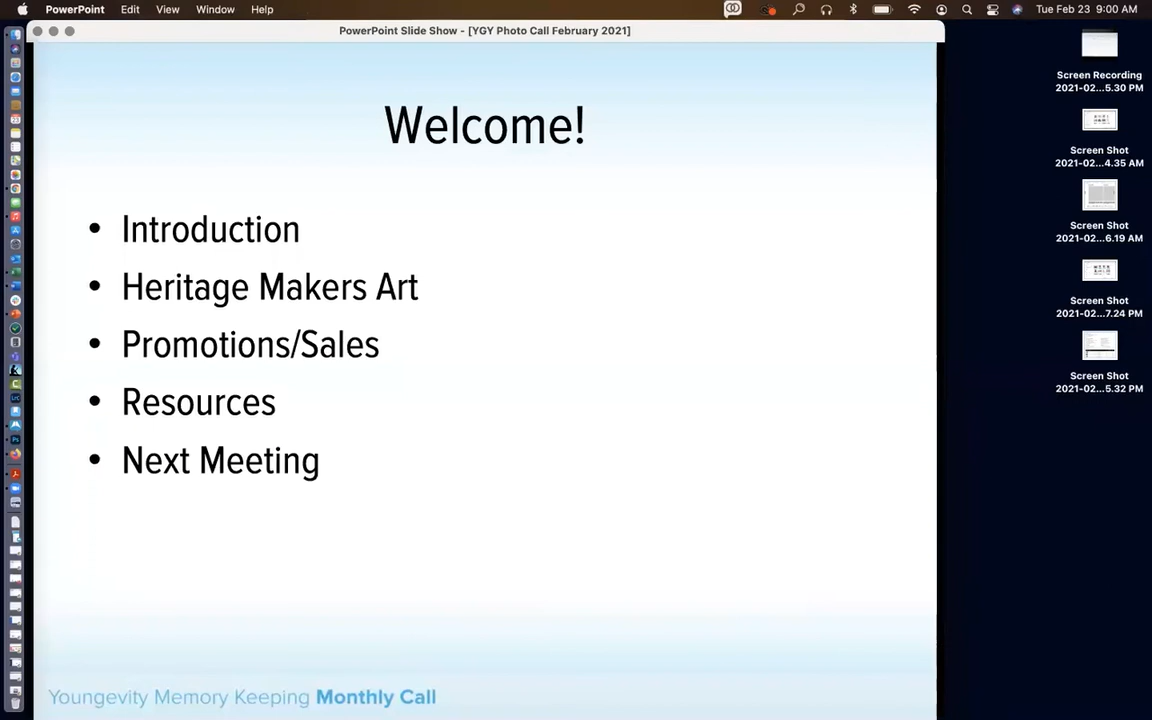 PowerPoint Edit View Window Help Tue Feb 23 9:00 AM
PowerPoint Slide Show - [YGY Photo Call February 2021]
Welcome!
• Introduction
• Heritage Makers Art
• Promotions/Sales
• Resources
• Next Meeting
Youngevity Memory Keeping Monthly Call
Screen Recording
2021-02...5.30 PM
Screen Shot
2021-02...4.35 AM
Screen Shot
2021-02...6.19 AM
Screen Shot
2021-02...7.24 PM
Screen Shot
2021-02...5.32 PM